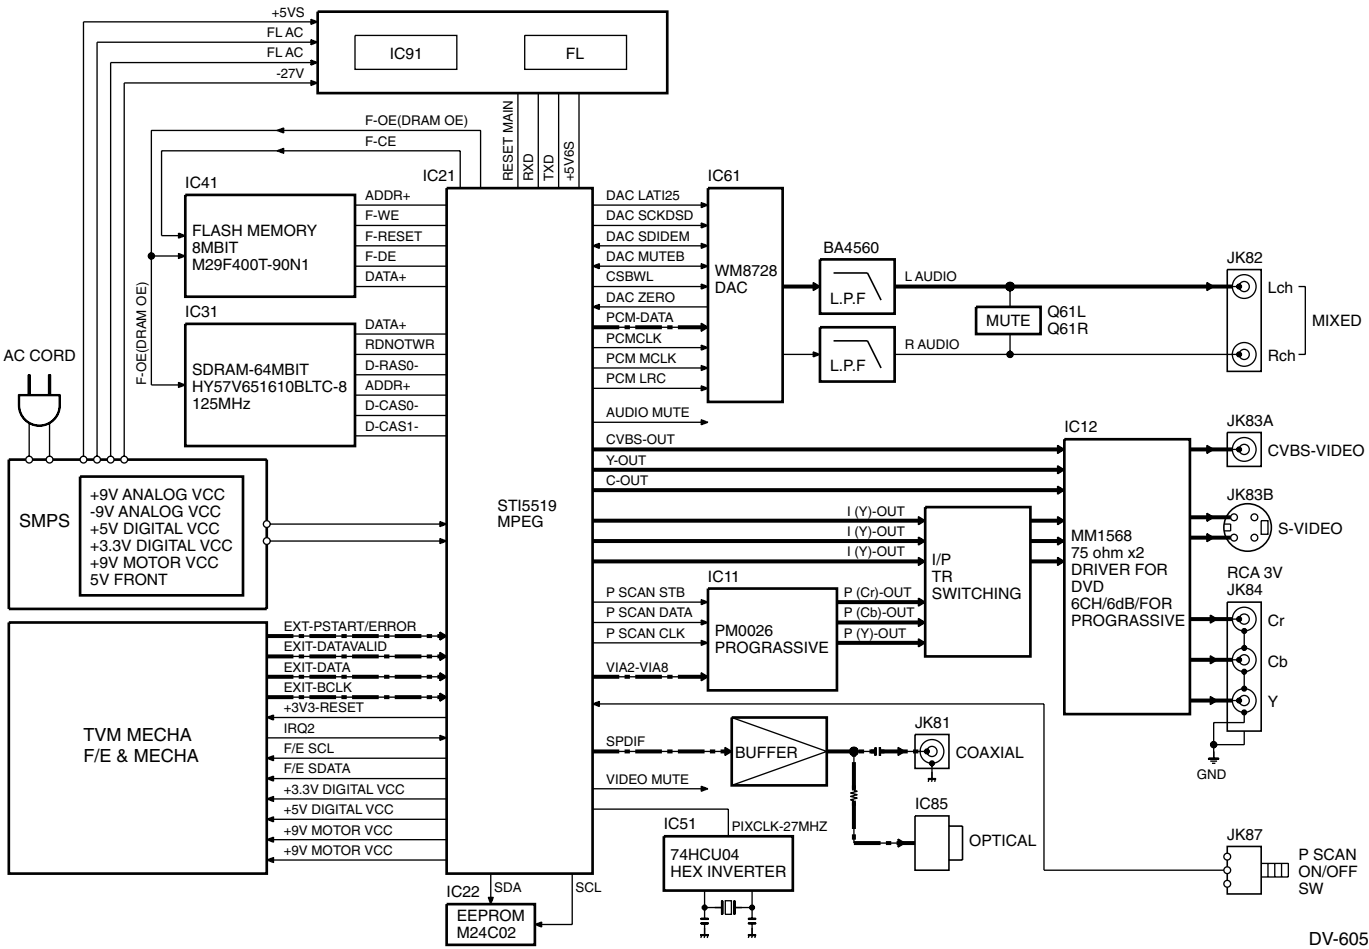 +5VS
FL AC
FL AC
-27V
IC91
FL
RESET MAIN
RXD
TXD
+5V6S
F-OE(DRAM OE)
F-CE
F-OE(DRAM OE)
IC41
FLASH MEMORY
8MBIT
M29F400T-90N1
ADDR+
F-WE
F-RESET
F-DE
DATA+
IC31
SDRAM-64MBIT
HY57V651610BLTC-8
125MHz
DATA+
RDNOTWR
D-RAS0-
ADDR+
D-CAS0-
D-CAS1-
AC CORD
SMPS
+9V ANALOG VCC
-9V ANALOG VCC
+5V DIGITAL VCC
+3.3V DIGITAL VCC
+9V MOTOR VCC
5V FRONT
TVM MECHA
F/E & MECHA
EXT-PSTART/ERROR
EXIT-DATAVALID
EXIT-DATA
EXIT-BCLK
+3V3-RESET
IRQ2
F/E SCL
F/E SDATA
+3.3V DIGITAL VCC
+5V DIGITAL VCC
+9V MOTOR VCC
+9V MOTOR VCC
IC21
STI5519
MPEG
IC22
SDA
SCL
EEPROM
M24C02
DAC LATI25
DAC SCKDSD
DAC SDIDEM
DAC MUTEB
CSBWL
DAC ZERO
PCM-DATA
PCMCLK
PCM MCLK
PCM LRC
AUDIO MUTE
CVBS-OUT
Y-OUT
C-OUT
IC61
WM8728
DAC
BA4560
L.P.F
L.P.F
L AUDIO
R AUDIO
MUTE
Q61L
Q61R
JK82
Lch
Rch
MIXED
I (Y)-OUT
I (Y)-OUT
I (Y)-OUT
P SCAN STB
P SCAN DATA
P SCAN CLK
VIA2-VIA8
IC11
PM0026
PROGRASSIVE
P (Cr)-OUT
P (Cb)-OUT
P (Y)-OUT
I/P
TR
SWITCHING
IC12
MM1568
75 ohm x2
DRIVER FOR
DVD
6CH/6dB/FOR
PROGRASSIVE
JK83A
CVBS-VIDEO
JK83B
S-VIDEO
RCA 3V
JK84
Cr
Cb
Y
GND
SPDIF
BUFFER
JK81
COAXIAL
VIDEO MUTE
IC85
OPTICAL
IC51
PIXCLK-27MHZ
74HCU04
HEX INVERTER
JK87
P SCAN
ON/OFF
SW
DV-605